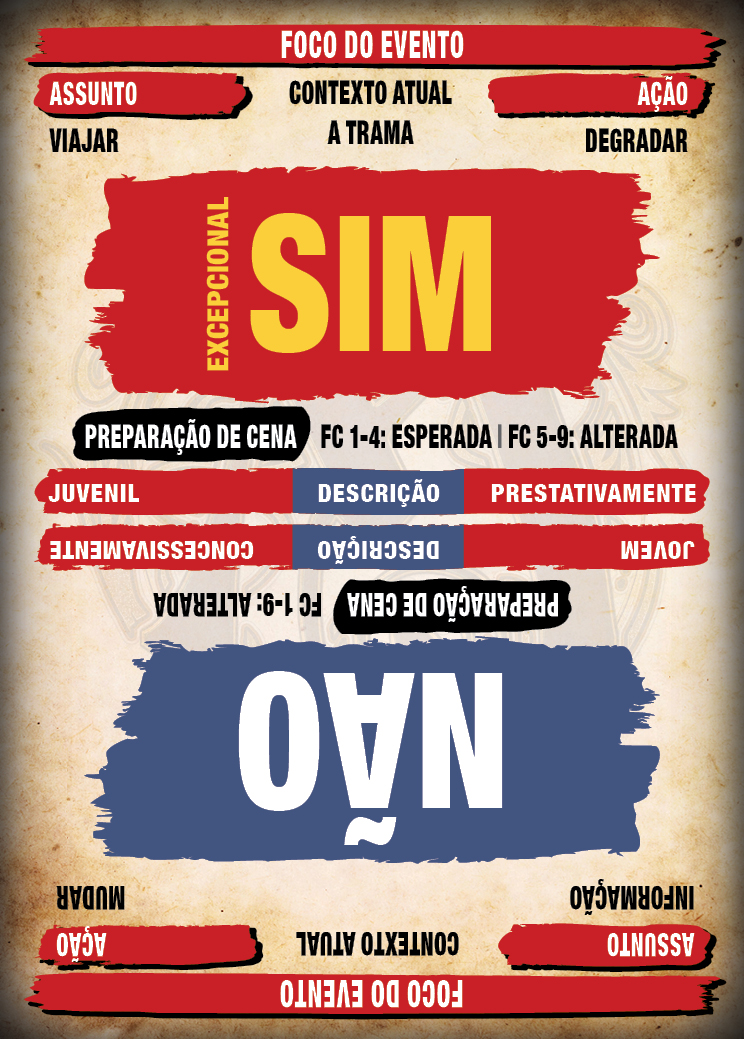 FOCO DO EVENTO
ASSUNTO CONTEXTO ATUAL AÇÃO
VIAJAR A TRAMA DEGRADAR
EXCEPCIONAL
SIM
PREPARAÇÃO DE CENA FC 1-4: ESPERADA | FC 5-9: ALTERADA
JUVENIL DESCRIÇÃO PRESTATIVAMENTE
FOCO DO EVENTO
ASSUNTO CONTEXTO ATUAL AÇÃO
INFORMAÇÃO MUDAR
NÃO
PREPARAÇÃO DE CENA FC 1-9: ALTERADA
JOVEM DESCRIÇÃO CONCESSIVAMENTE